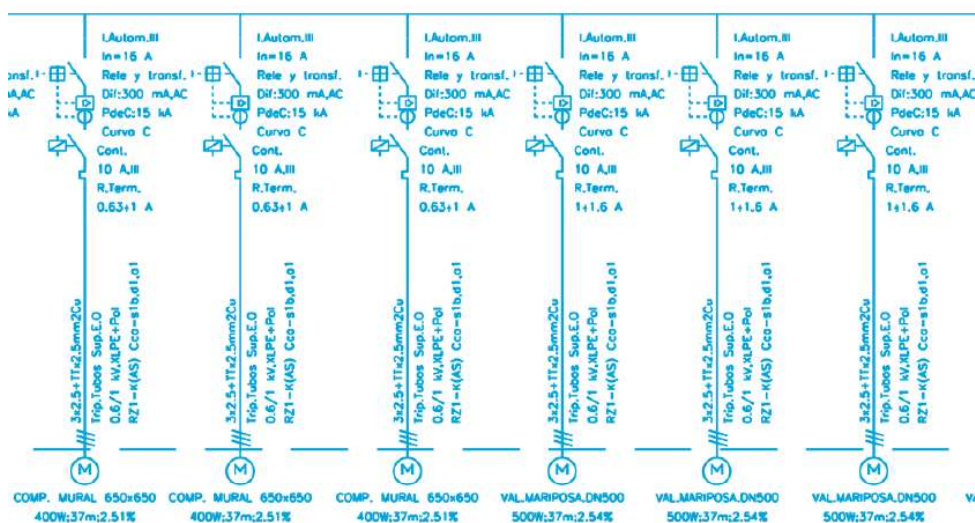 I.Autom.III
In=16 A
Rele y transf.
Dif:300 mA,AC
PdeC:15 kA
Curva C
Cont.
10 A,III
R.Term.
0.63÷1 A
3x2.5+TTx2.5mm2Cu
Trip.Tubos Sup.E.O
0.6/1 kV,XLPE+Pol
RZ1-K(AS) Cca-s1b,d1,a1
M
COMP. MURAL 650x650
400W;37m;2.51%
I.Autom.III
In=16 A
Rele y transf.
Dif:300 mA,AC
PdeC:15 kA
Curva C
Cont.
10 A,III
R.Term.
0.63÷1 A
3x2.5+TTx2.5mm2Cu
Trip.Tubos Sup.E.O
0.6/1 kV,XLPE+Pol
RZ1-K(AS) Cca-s1b,d1,a1
M
COMP. MURAL 650x650
400W;37m;2.51%
I.Autom.III
In=16 A
Rele y transf.
Dif:300 mA,AC
PdeC:15 kA
Curva C
Cont.
10 A,III
R.Term.
0.63÷1 A
3x2.5+TTx2.5mm2Cu
Trip.Tubos Sup.E.O
0.6/1 kV,XLPE+Pol
RZ1-K(AS) Cca-s1b,d1,a1
M
COMP. MURAL 650x650
400W;37m;2.51%
I.Autom.III
In=16 A
Rele y transf.
Dif:300 mA,AC
PdeC:15 kA
Curva C
Cont.
10 A,III
R.Term.
1÷1.6 A
3x2.5+TTx2.5mm2Cu
Trip.Tubos Sup.E.O
0.6/1 kV,XLPE+Pol
RZ1-K(AS) Cca-s1b,d1,a1
M
VAL.MARIPOSA.DN500
500W;37m;2.54%
I.Autom.III
In=16 A
Rele y transf.
Dif:300 mA,AC
PdeC:15 kA
Curva C
Cont.
10 A,III
R.Term.
1÷1.6 A
3x2.5+TTx2.5mm2Cu
Trip.Tubos Sup.E.O
0.6/1 kV,XLPE+Pol
RZ1-K(AS) Cca-s1b,d1,a1
M
VAL.MARIPOSA.DN500
500W;37m;2.54%
I.Autom.III
In=16 A
Rele y transf.
Dif:300 mA,AC
PdeC:15 kA
Curva C
Cont.
10 A,III
R.Term.
1÷1.6 A
3x2.5+TTx2.5mm2Cu
Trip.Tubos Sup.E.O
0.6/1 kV,XLPE+Pol
RZ1-K(AS) Cca-s1b,d1,a1
M
VAL.MARIPOSA.DN500
500W;37m;2.54%